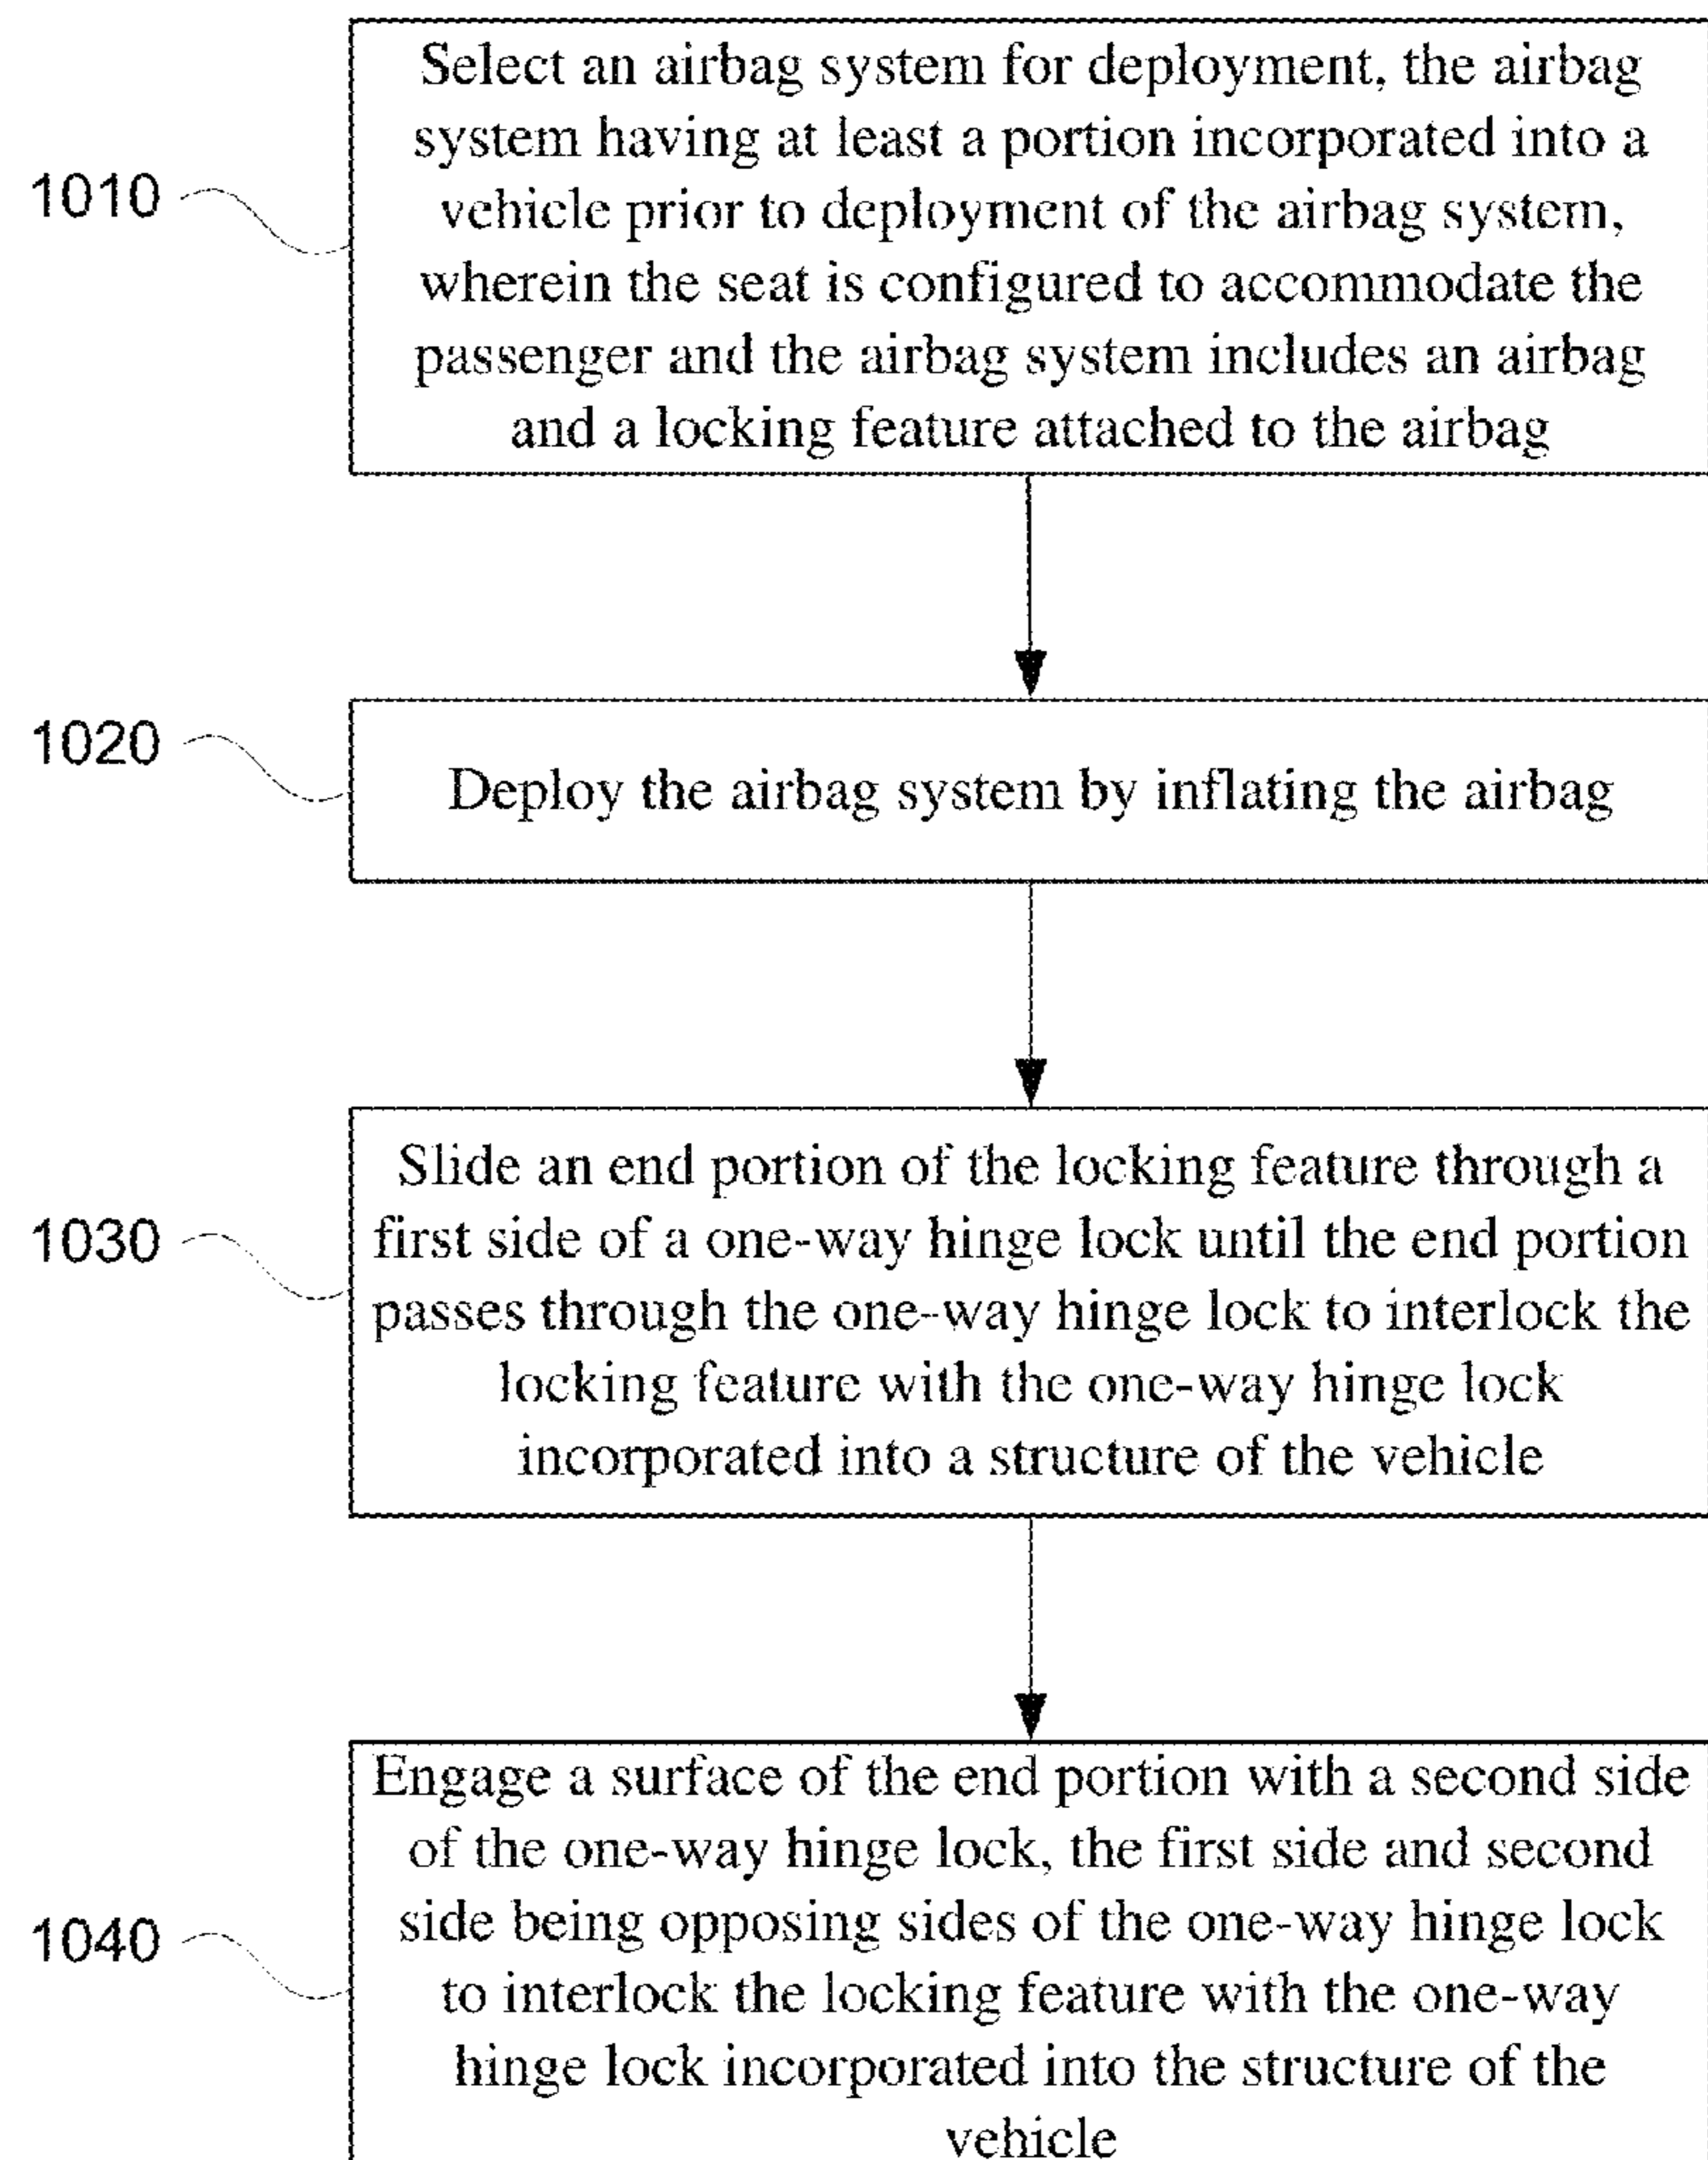 Select an airbag system for deployment, the airbag
system having at least a portion incorporated into a
1010
vehicle prior to deployment of the airbag system,
wherein the seat is configured to accommodate the
passenger and the airbag system includes an airbag
and a locking feature attached to the airbag
1020
Deploy the airbag system by inflating the airbag
Slide an end portion of the locking feature through a
1030
first side of a one-way hinge lock until the end portion
passes through the one-way hinge lock to interlock the
locking feature with the one-way hinge lock
incorporated into a structure of the vehicle
Engage a surface of the end portion with a second side
of the one-way hinge lock, the first side and second
side being opposing sides of the one-way hinge lock
1040
to interlock the locking feature with the one-way
hinge lock incorporated into the structure of the
vehicle